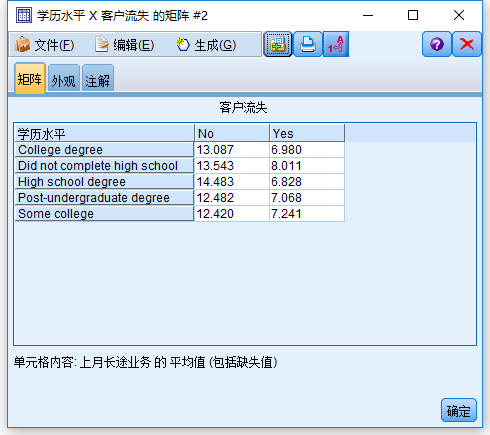 学历水平 X 客户流失 的矩阵 #2
文件(F) 编辑(E) 生成(G)
矩阵 外观 注解
客户流失
学历水平 No Yes
College degree 13.087 6.980
Did not complete high school 13.543 8.011
High school degree 14.483 6.828
Post-undergraduate degree 12.482 7.068
Some college 12.420 7.241
单元格内容: 上月长途业务 的 平均值 (包括缺失值)
确定